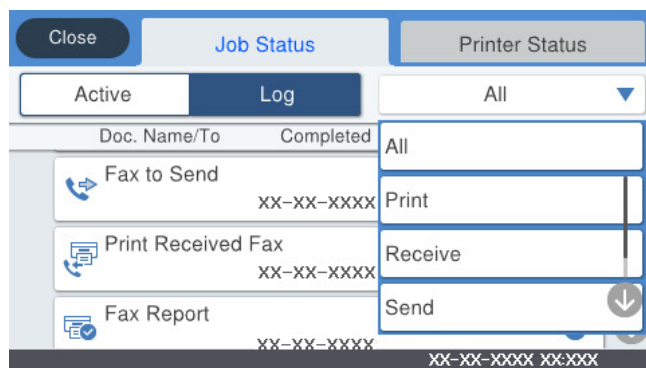 Close
Job Status
Printer Status
Active
Log
All
Doc. Name/To Completed
All
Fax to Send
XX-XX-XXXX
Print
Print Received Fax
XX-XX-XXXX
Receive
Fax Report
XX-XX-XXXX
Send
XX-XX-XXXX XX:XXX